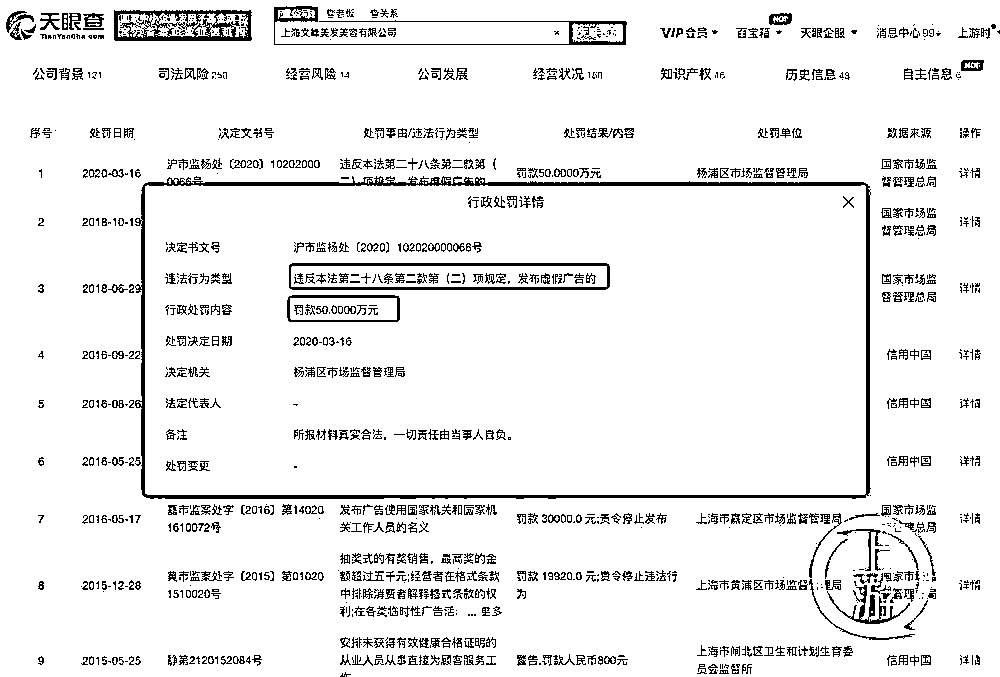 天眼查
TianYanCha.com
查老板 查关系
上海文峰美发美容有限公司
×
VIP会员
百宝箱
HOT
天眼企服
消息中心 99+
上游时
公司背景 121
司法风险 250
经营风险 14
公司发展
经营状况 160
知识产权 46
历史信息 49
自主信息 6
HOT
序号 处罚日期 决定文书号 处罚事由/违法行为类型 处罚结果/内容 处罚单位 数据来源 操作
1 2020-03-16 沪市监杨处〔2020〕10202000 违反本法第二十八条第二款第( 罚款50.0000万元 杨浦区市场监督管理局 国家市场监 详情
0066号 二)项规定，发布虚假广告的 督管理总局
2 2018-10-19 国家市场监 详情
督管理总局
3 2018-06-29 国家市场监 详情
督管理总局
4 2016-09-22 信用中国 详情
5 2016-08-26 信用中国 详情
6 2016-05-25 信用中国 详情
行政处罚详情
决定书文号 沪市监杨处〔2020〕102020000066号
违法行为类型 违反本法第二十八条第二款第（二）项规定，发布虚假广告的
行政处罚内容 罚款50.0000万元
处罚决定日期 2020-03-16
决定机关 杨浦区市场监督管理局
法定代表人 -
备注 所报材料真实合法，一切责任由当事人自负。
处罚变更 -
7 2016-05-17 嘉市监案处字〔2016〕第14020 发布广告使用国家机关和国家机 罚款 30000.0 元;责令停止发布 上海市嘉定区市场监督管理局 国家市场监 详情
1610072号 关工作人员的名义 督管理总局
抽奖式的有奖销售，最高奖的金
8 2015-12-28 黄市监案处字〔2015〕第01020 额超过五千元;经营者在格式条款 罚款 19920.0 元;责令停止违法行 上海市黄浦区市场监督管理局 国家市场监 详情
1510020号 中排除消费者解释格式条款的权 为 督管理总局
利;在各类临时性广告活: ... 更多
安排未获得有效健康合格证明的
9 2015-05-25 静第2120152084号 从业人员从事直接为顾客服务工 警告,罚款人民币800元 上海市闸北区卫生和计划生育委 信用中国 详情
作 员会监督所
上游